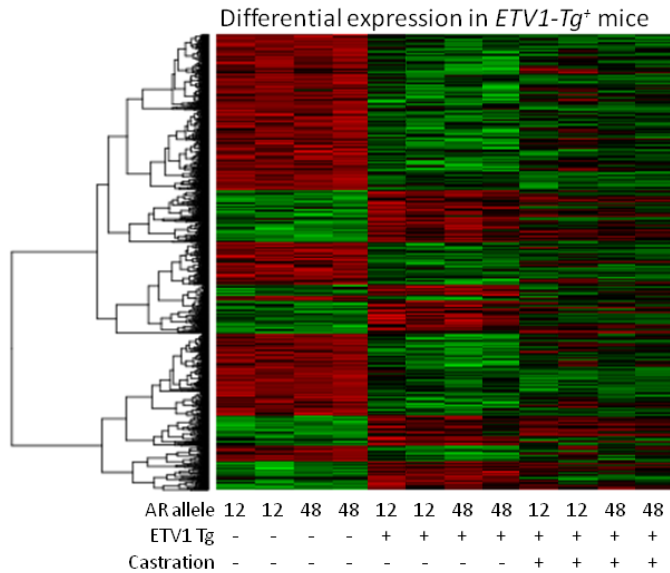 Differential expression in ETV1-Tg⁺ mice
AR allele 12 12 48 48 12 12 48 48 12 12 48 48
ETV1 Tg - - - - + + + + + + + +
Castration - - - - - - - - + + + +